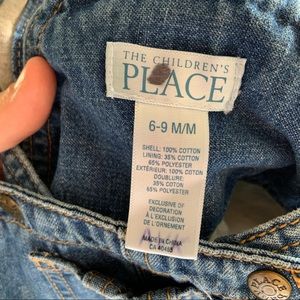 THE CHILDREN'S
PLACE
6-9 M/M
SHELL: 100% COTTON
LINING: 35% COTTON
65% POLYESTER
EXTÉRIEUR: 100% COTON
DOUBLURE:
35% COTON
65% POLYESTER
EXCLUSIVE OF
DECORATION
À L'EXCLUSION
DE L'ORNEMENT
MADE IN CHINA